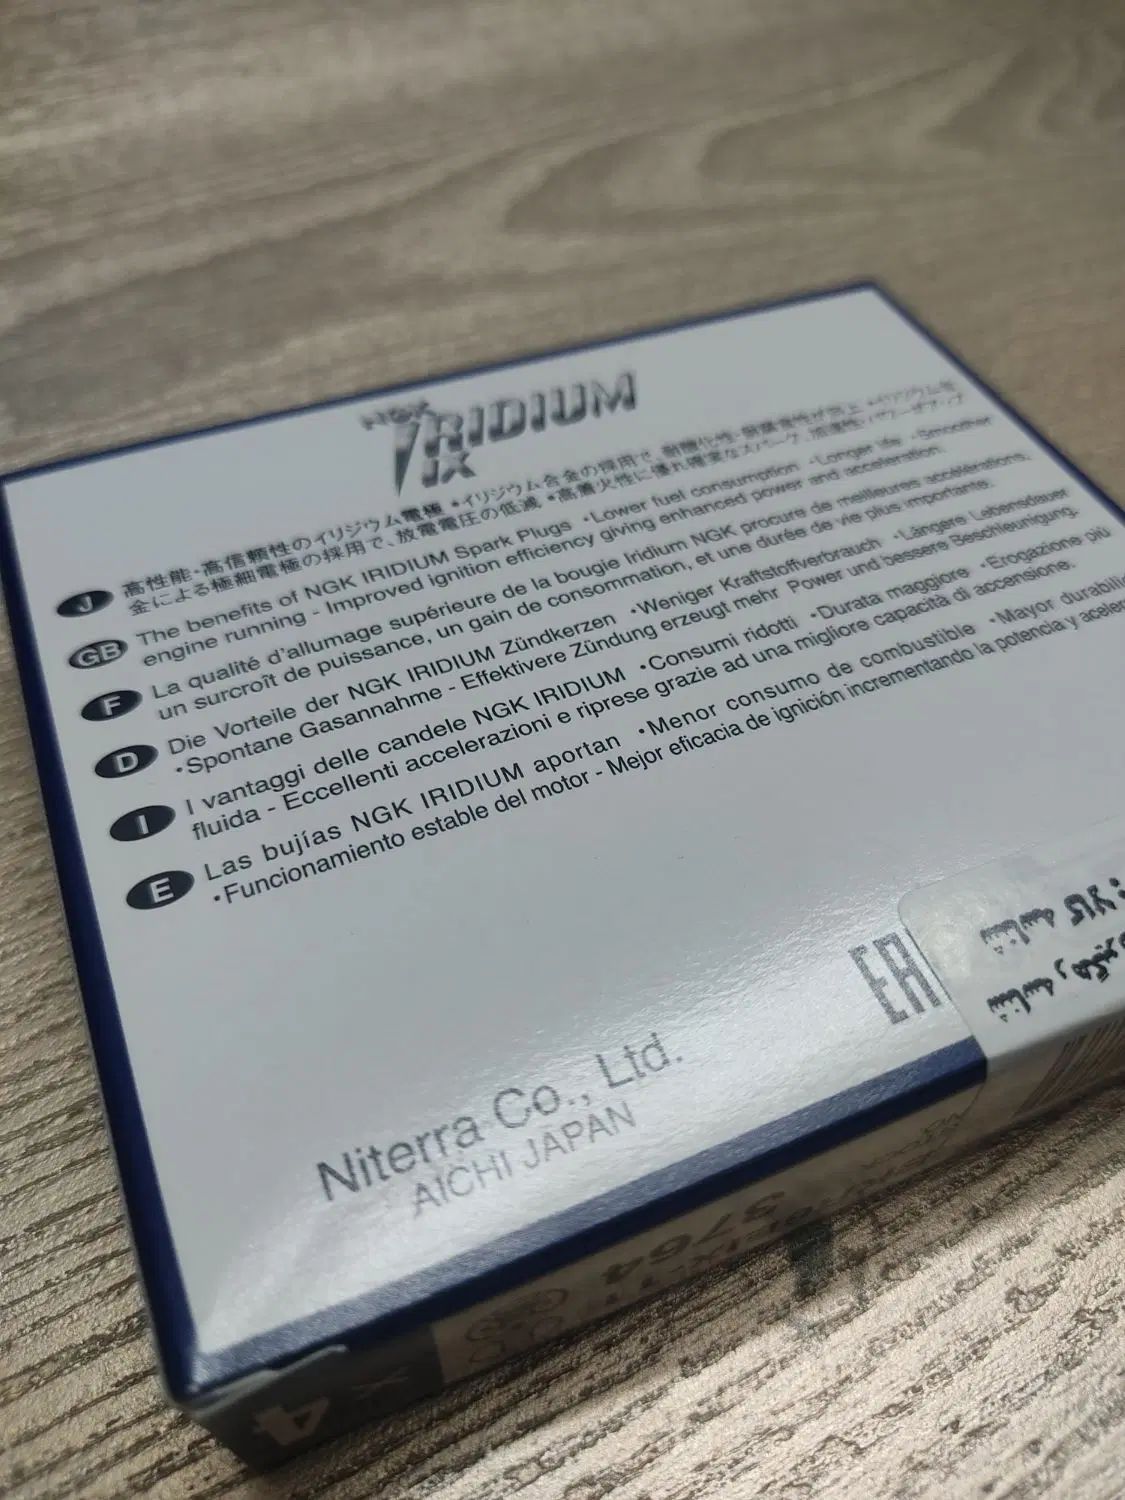 NGK
IRIDIUM
IX
J
高性能・高信頼性のイリジウム電極 •イリジウム合金の採用で、耐酸化性・耐腐食性が向上 •イリジウム合
金による極細電極の採用で、放電電圧の低減 •高着火性に優れ確実なスパーク、加速性・パワーをアップ
GB
The benefits of NGK IRIDIUM Spark Plugs •Lower fuel consumption •Longer life •Smoother
engine running - Improved ignition efficiency giving enhanced power and acceleration.
F
La qualité d'allumage supérieure de la bougie Iridium NGK procure de meilleures accélérations,
un surcroît de puissance, un gain de consommation, et une durée de vie plus importante.
D
Die Vorteile der NGK IRIDIUM Zündkerzen •Weniger Kraftstoffverbrauch •Längere Lebensdauer
•Spontane Gasannahme - Effektivere Zündung erzeugt mehr Power und bessere Beschleunigung.
I
I vantaggi delle candele NGK IRIDIUM •Consumi ridotti •Durata maggiore •Erogazione più
fluida - Eccellenti accelerazioni e riprese grazie ad una migliore capacità di accensione.
E
Las bujías NGK IRIDIUM aportan •Menor consumo de combustible •Mayor
•Funcionamiento estable del motor - Mejor eficacia de ignición incrementando la potencia y
EAC
شناسه کالا :
شناسه رهگیری
Niterra Co., Ltd.
AICHI JAPAN
4 X